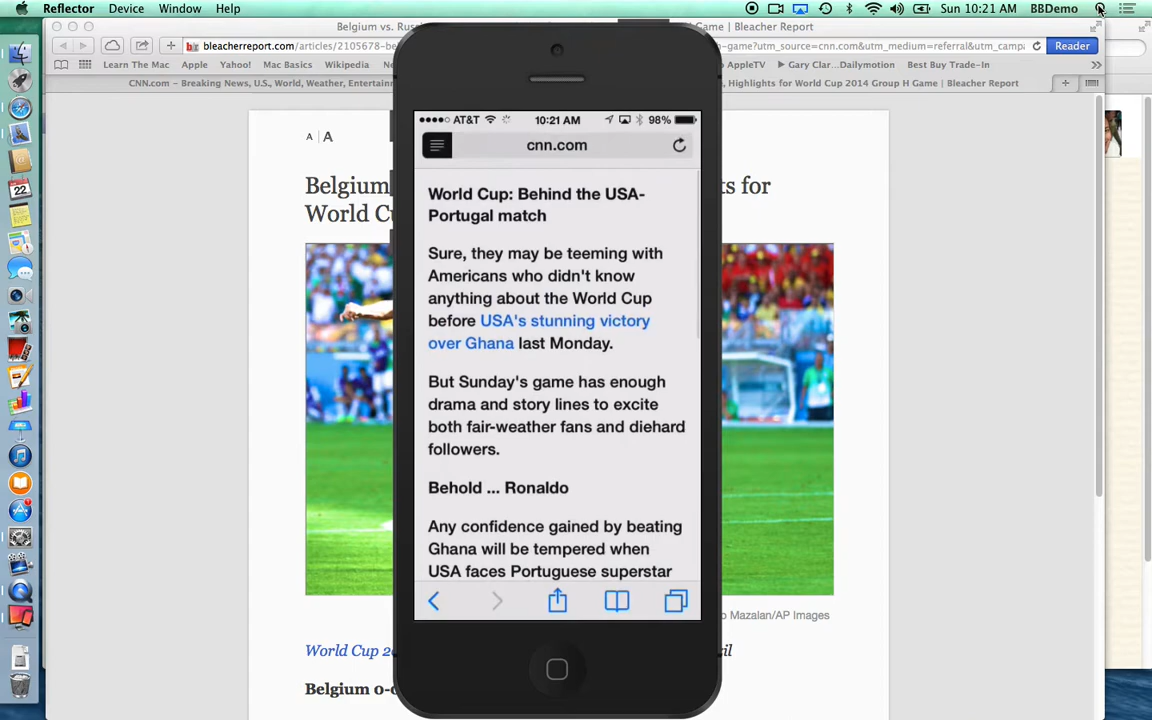 Reflector Device Window Help Sun 10:21 AM BBDemo
Belgium vs. Rus Game | Bleacher Report
bleacherreport.com/articles/2105678-be -game?utm_source=cnn.com&utm_medium=referral&utm_campa Reader
Learn The Mac Apple Yahoo! Mac Basics Wikipedia AppleTV Gary Clar...Dailymotion Best Buy Trade-In
CNN.com - Breaking News, U.S., World, Weather, Entertain Highlights for World Cup 2014 Group H Game | Bleacher Report
A A
Belgium ts for
World C
AT&T 10:21 AM 98%
cnn.com
World Cup: Behind the USA-
Portugal match
Sure, they may be teeming with
Americans who didn't know
anything about the World Cup
before USA's stunning victory
over Ghana last Monday.
But Sunday's game has enough
drama and story lines to excite
both fair-weather fans and diehard
followers.
Behold ... Ronaldo
Any confidence gained by beating
Ghana will be tempered when
USA faces Portuguese superstar
22
Mazalan/AP Images
World Cup 2
Belgium 0-